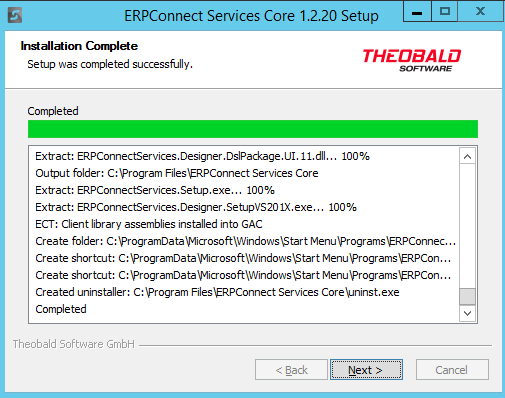 ERPConnect Services Core 1.2.20 Setup
Installation Complete
Setup was completed successfully.
THEOBALD
SOFTWARE
Completed
Extract: ERPConnectServices.Designer.DslPackage.UI.11.dll... 100%
Output folder: C:\Program Files\ERPConnect Services Core
Extract: ERPConnectServices.Setup.exe... 100%
Extract: ERPConnectServices.Designer.SetupVS201X.exe... 100%
ECT: Client library assemblies installed into GAC
Create folder: C:\ProgramData\Microsoft\Windows\Start Menu\Programs\ERPConnec...
Create shortcut: C:\ProgramData\Microsoft\Windows\Start Menu\Programs\ERPCon...
Create shortcut: C:\ProgramData\Microsoft\Windows\Start Menu\Programs\ERPCon...
Created uninstaller: C:\Program Files\ERPConnect Services Core\uninst.exe
Completed
Theobald Software GmbH
< Back Next > Cancel